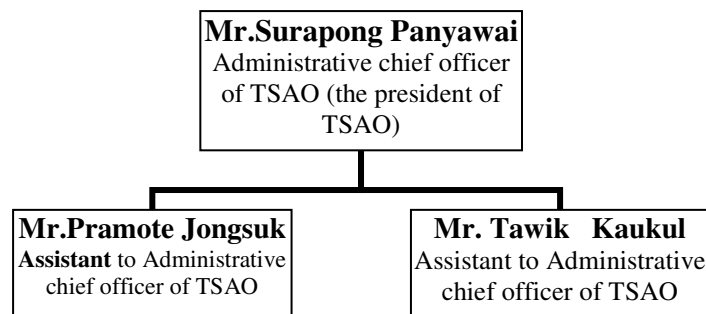 Mr.Surapong Panyawai
Administrative chief officer
of TSAO (the president of
TSAO)
Mr.Pramote Jongsuk
Assistant to Administrative
chief officer of TSAO
Mr. Tawik Kaukul
Assistant to Administrative
chief officer of TSAO